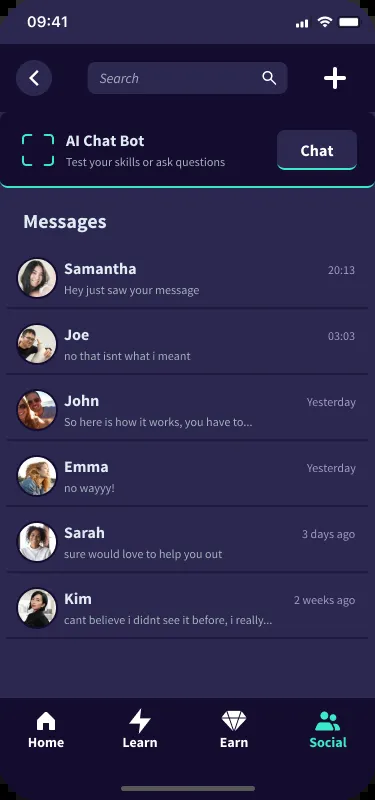 09:41
Search
AI Chat Bot
Test your skills or ask questions
Chat
Messages
Samantha
20:13
Hey just saw your message
Joe
03:03
no that isnt what i meant
John
Yesterday
So here is how it works, you have to...
Emma
Yesterday
no wayyy!
Sarah
3 days ago
sure would love to help you out
Kim
2 weeks ago
cant believe i didnt see it before, i really...
Home
Learn
Earn
Social